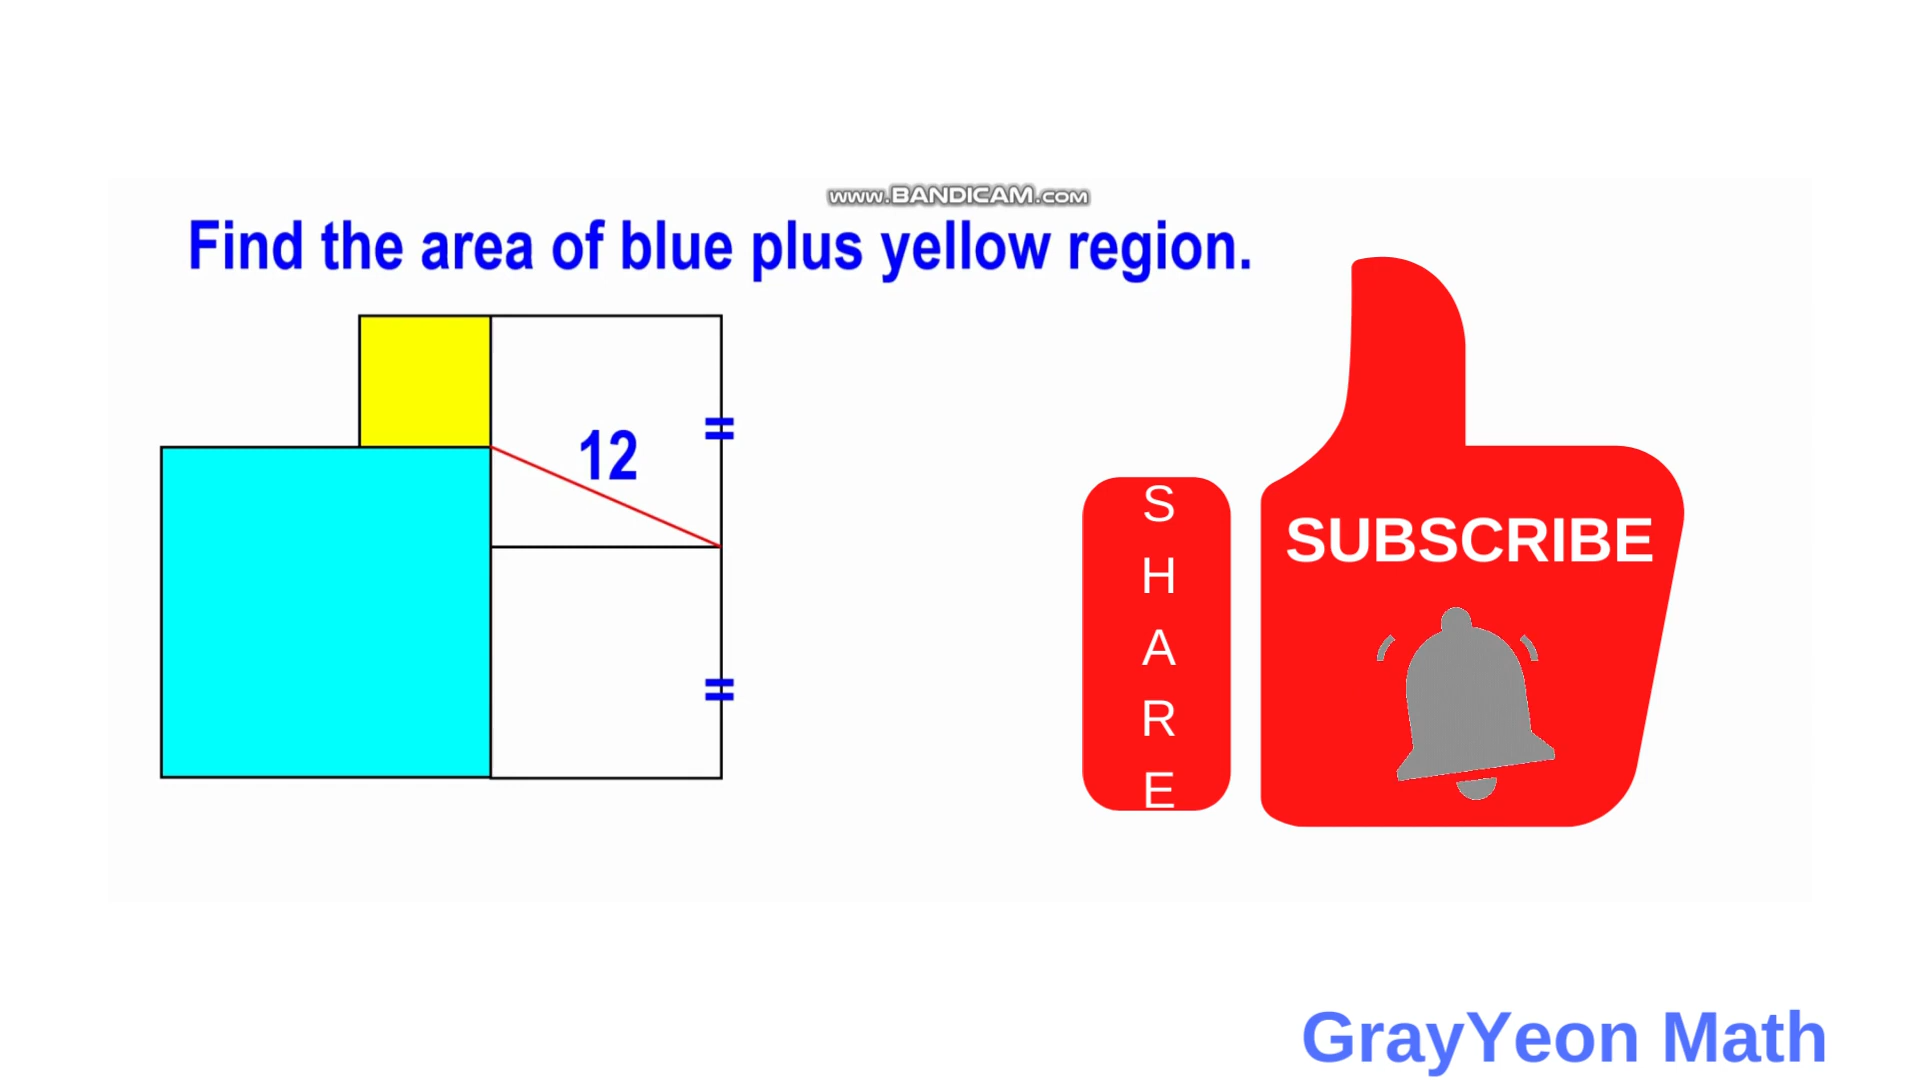 www.BANDICAM.com
Find the area of blue plus yellow region.
12
=
=
S
H
A
R
E
SUBSCRIBE
GrayYeon Math